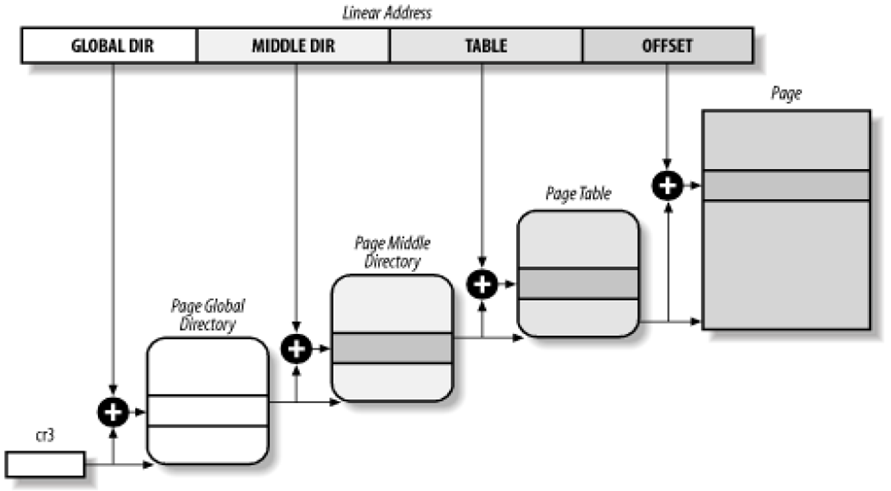 Linear Address
GLOBAL DIR
MIDDLE DIR
TABLE
OFFSET
Page
Page Table
Page Middle
Directory
Page Global
Directory
cr3